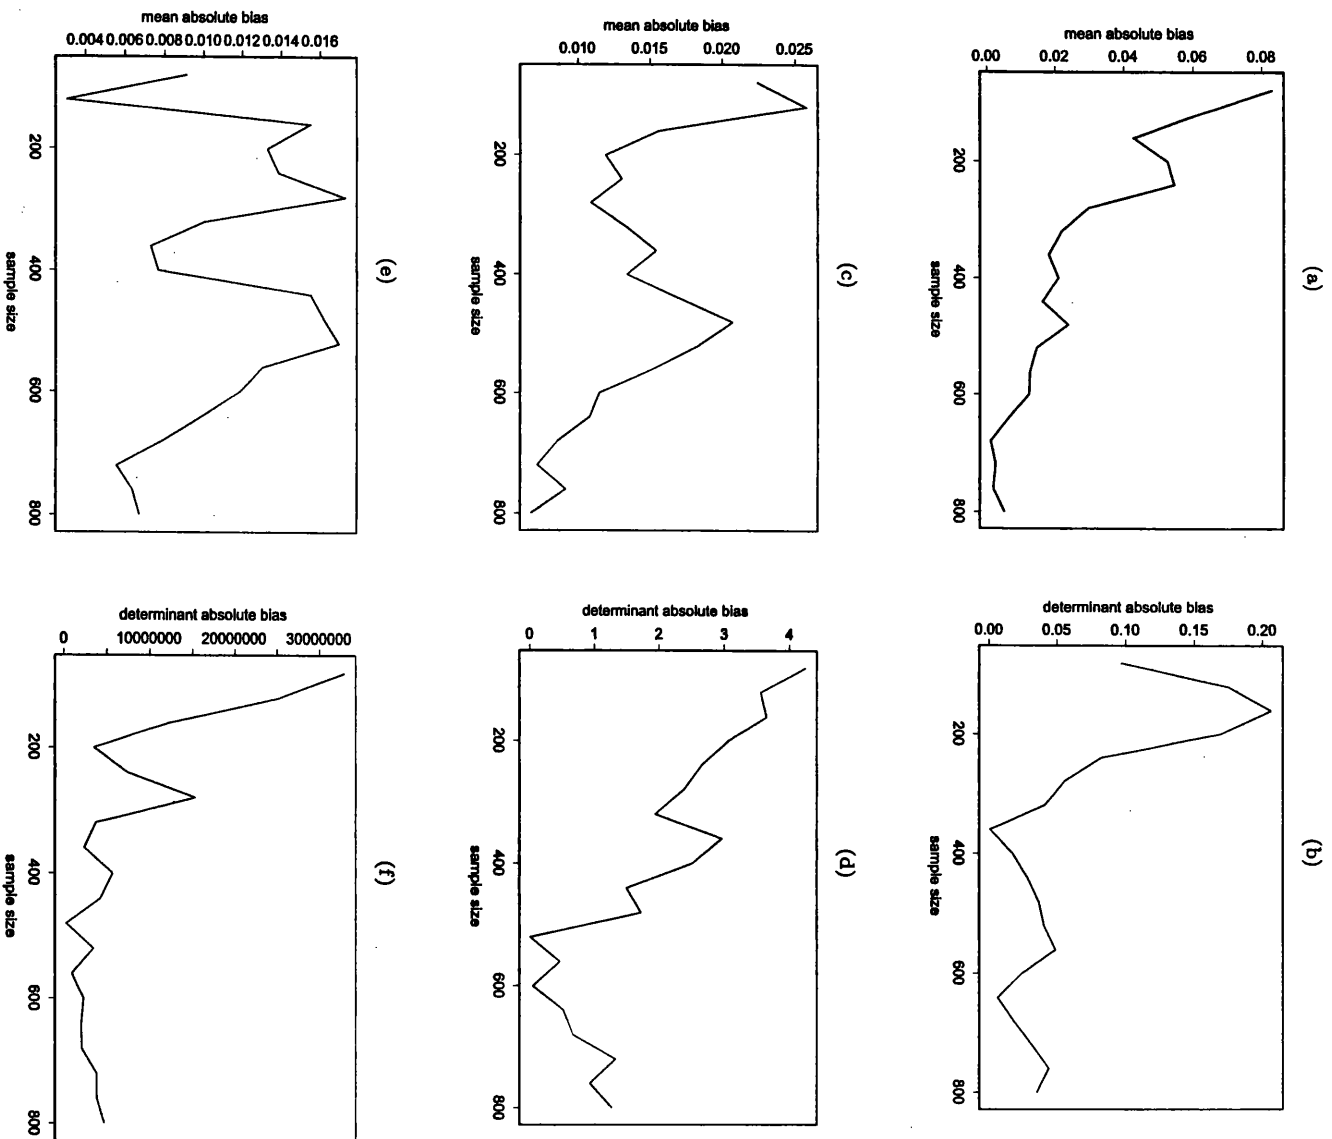 (a)
mean absolute bias
0.00 0.02 0.04 0.06 0.08
200 400 600 800
sample size
(b)
determinant absolute bias
0.00 0.05 0.10 0.15 0.20
200 400 600 800
sample size
(c)
mean absolute bias
0.010 0.015 0.020 0.025
200 400 600 800
sample size
(d)
determinant absolute bias
0 1 2 3 4
200 400 600 800
sample size
(e)
mean absolute bias
0.004 0.006 0.008 0.010 0.012 0.014 0.016
200 400 600 800
sample size
(f)
determinant absolute bias
0 10000000 20000000 30000000
200 400 600 800
sample size